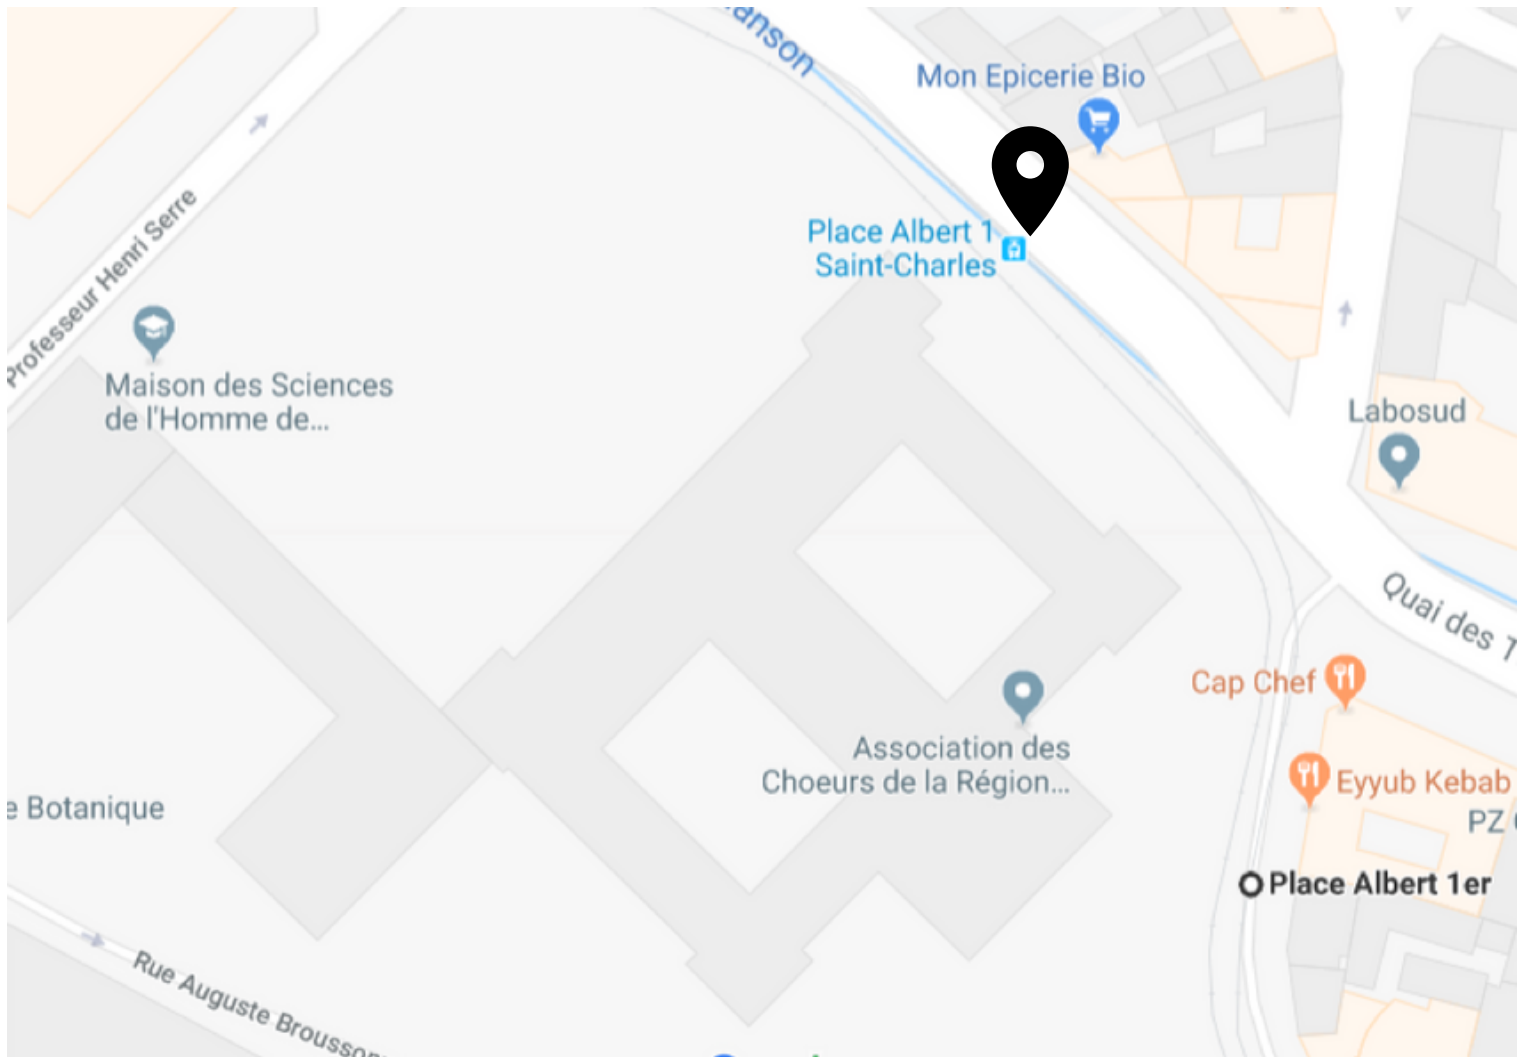 anson
Mon Epicerie Bio
Professeur Henri Serre
Place Albert 1
Saint-Charles
Maison des Sciences
de l'Homme de...
Labosud
Quai des T
Cap Chef
Association des
Choeurs de la Région...
Eyyub Kebab
e Botanique
PZ
Place Albert 1er
Rue Auguste Brousson